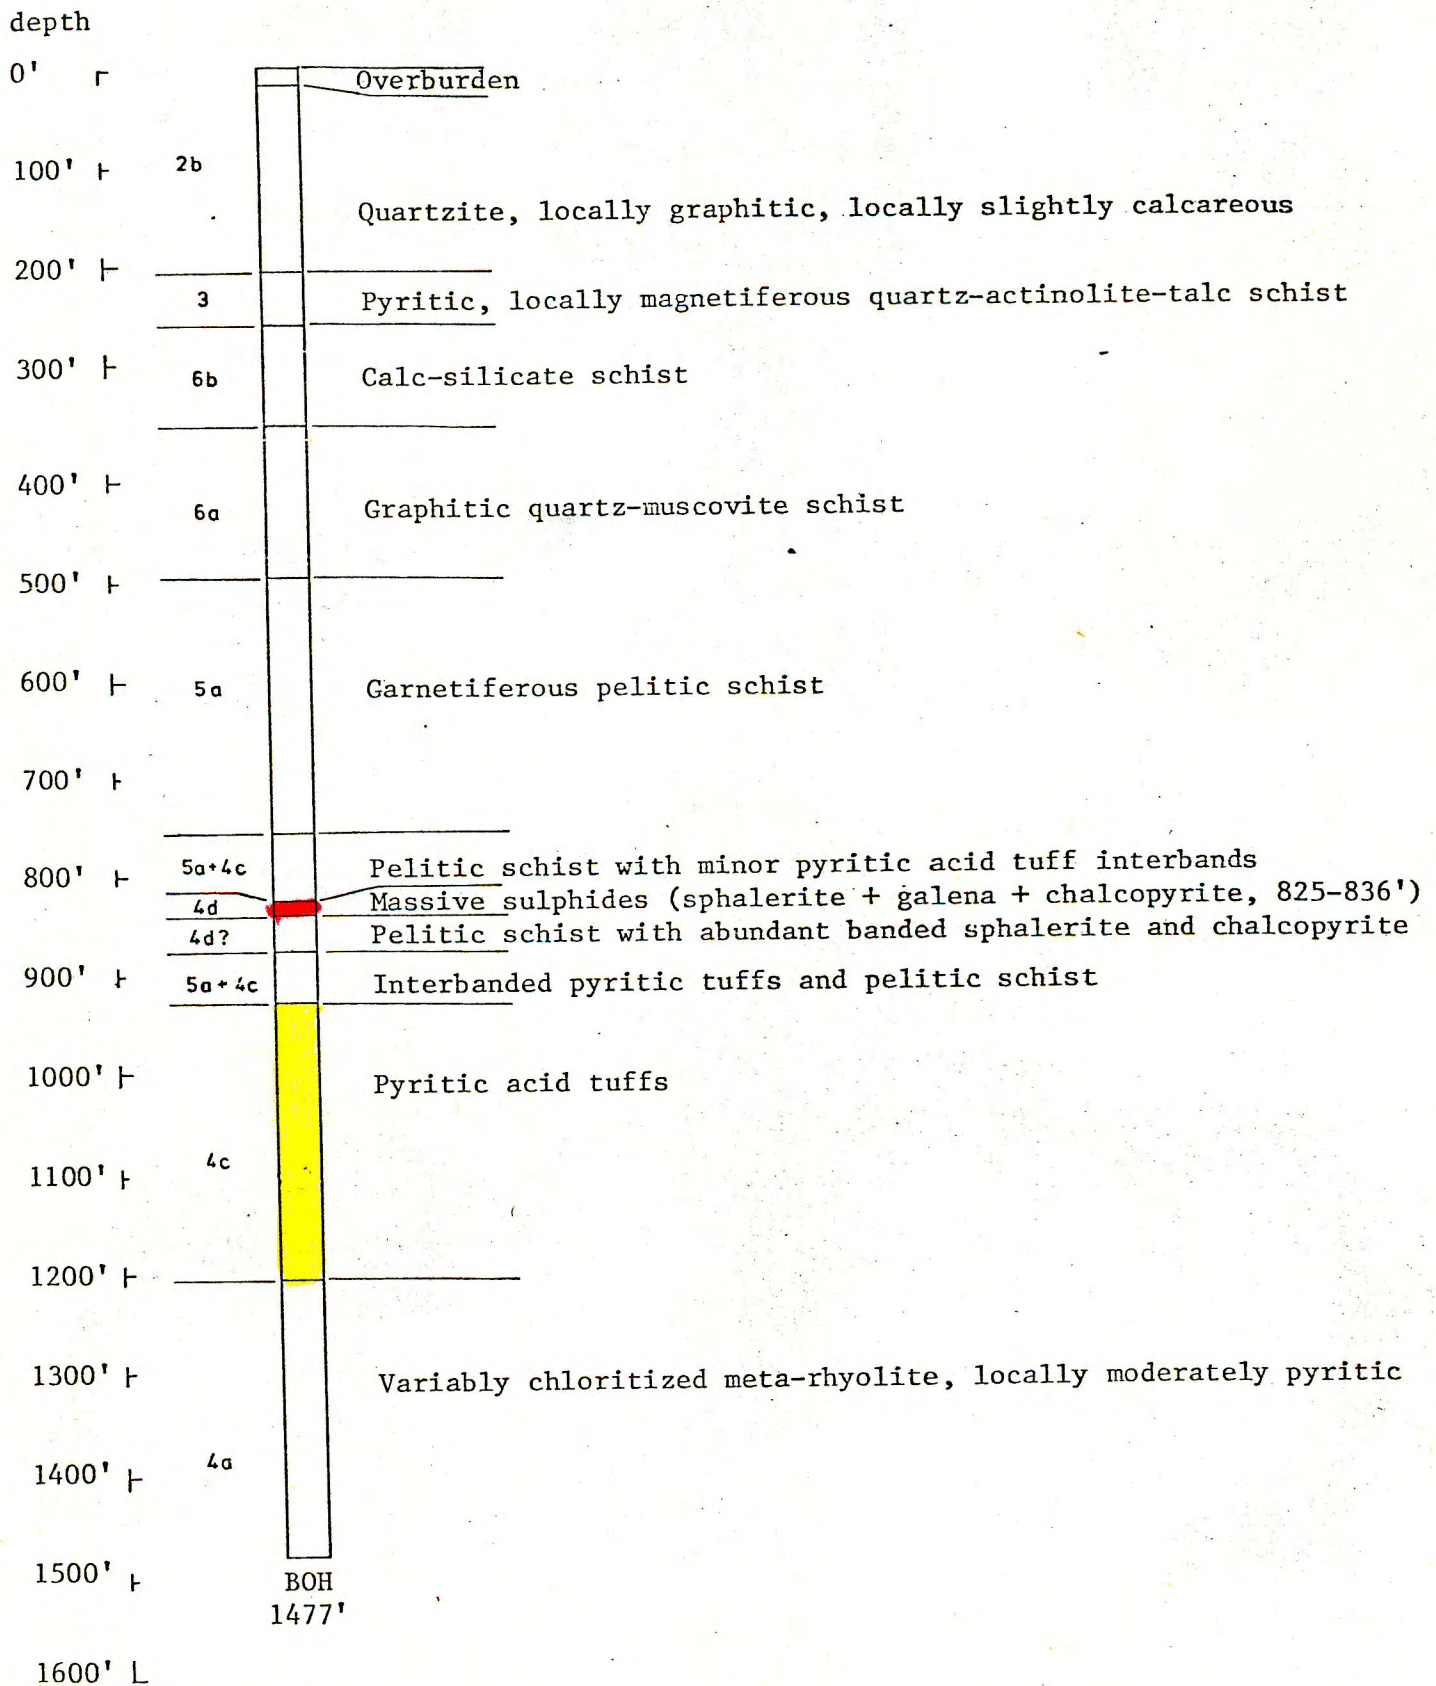 depth
0'
Overburden
100'
2b
Quartzite, locally graphitic, locally slightly calcareous
200'
3
Pyritic, locally magnetiferous quartz-actinolite-talc schist
300'
6b
Calc-silicate schist
400'
6a
Graphitic quartz-muscovite schist
500'
600'
5a
Garnetiferous pelitic schist
700'
800'
5a+4c
Pelitic schist with minor pyritic acid tuff interbands
4d
Massive sulphides (sphalerite + galena + chalcopyrite, 825-836')
4d?
Pelitic schist with abundant banded sphalerite and chalcopyrite
900'
5a+4c
Interbanded pyritic tuffs and pelitic schist
1000'
Pyritic acid tuffs
1100'
4c
1200'
1300'
Variably chloritized meta-rhyolite, locally moderately pyritic
1400'
4a
1500'
BOH
1477'
1600'